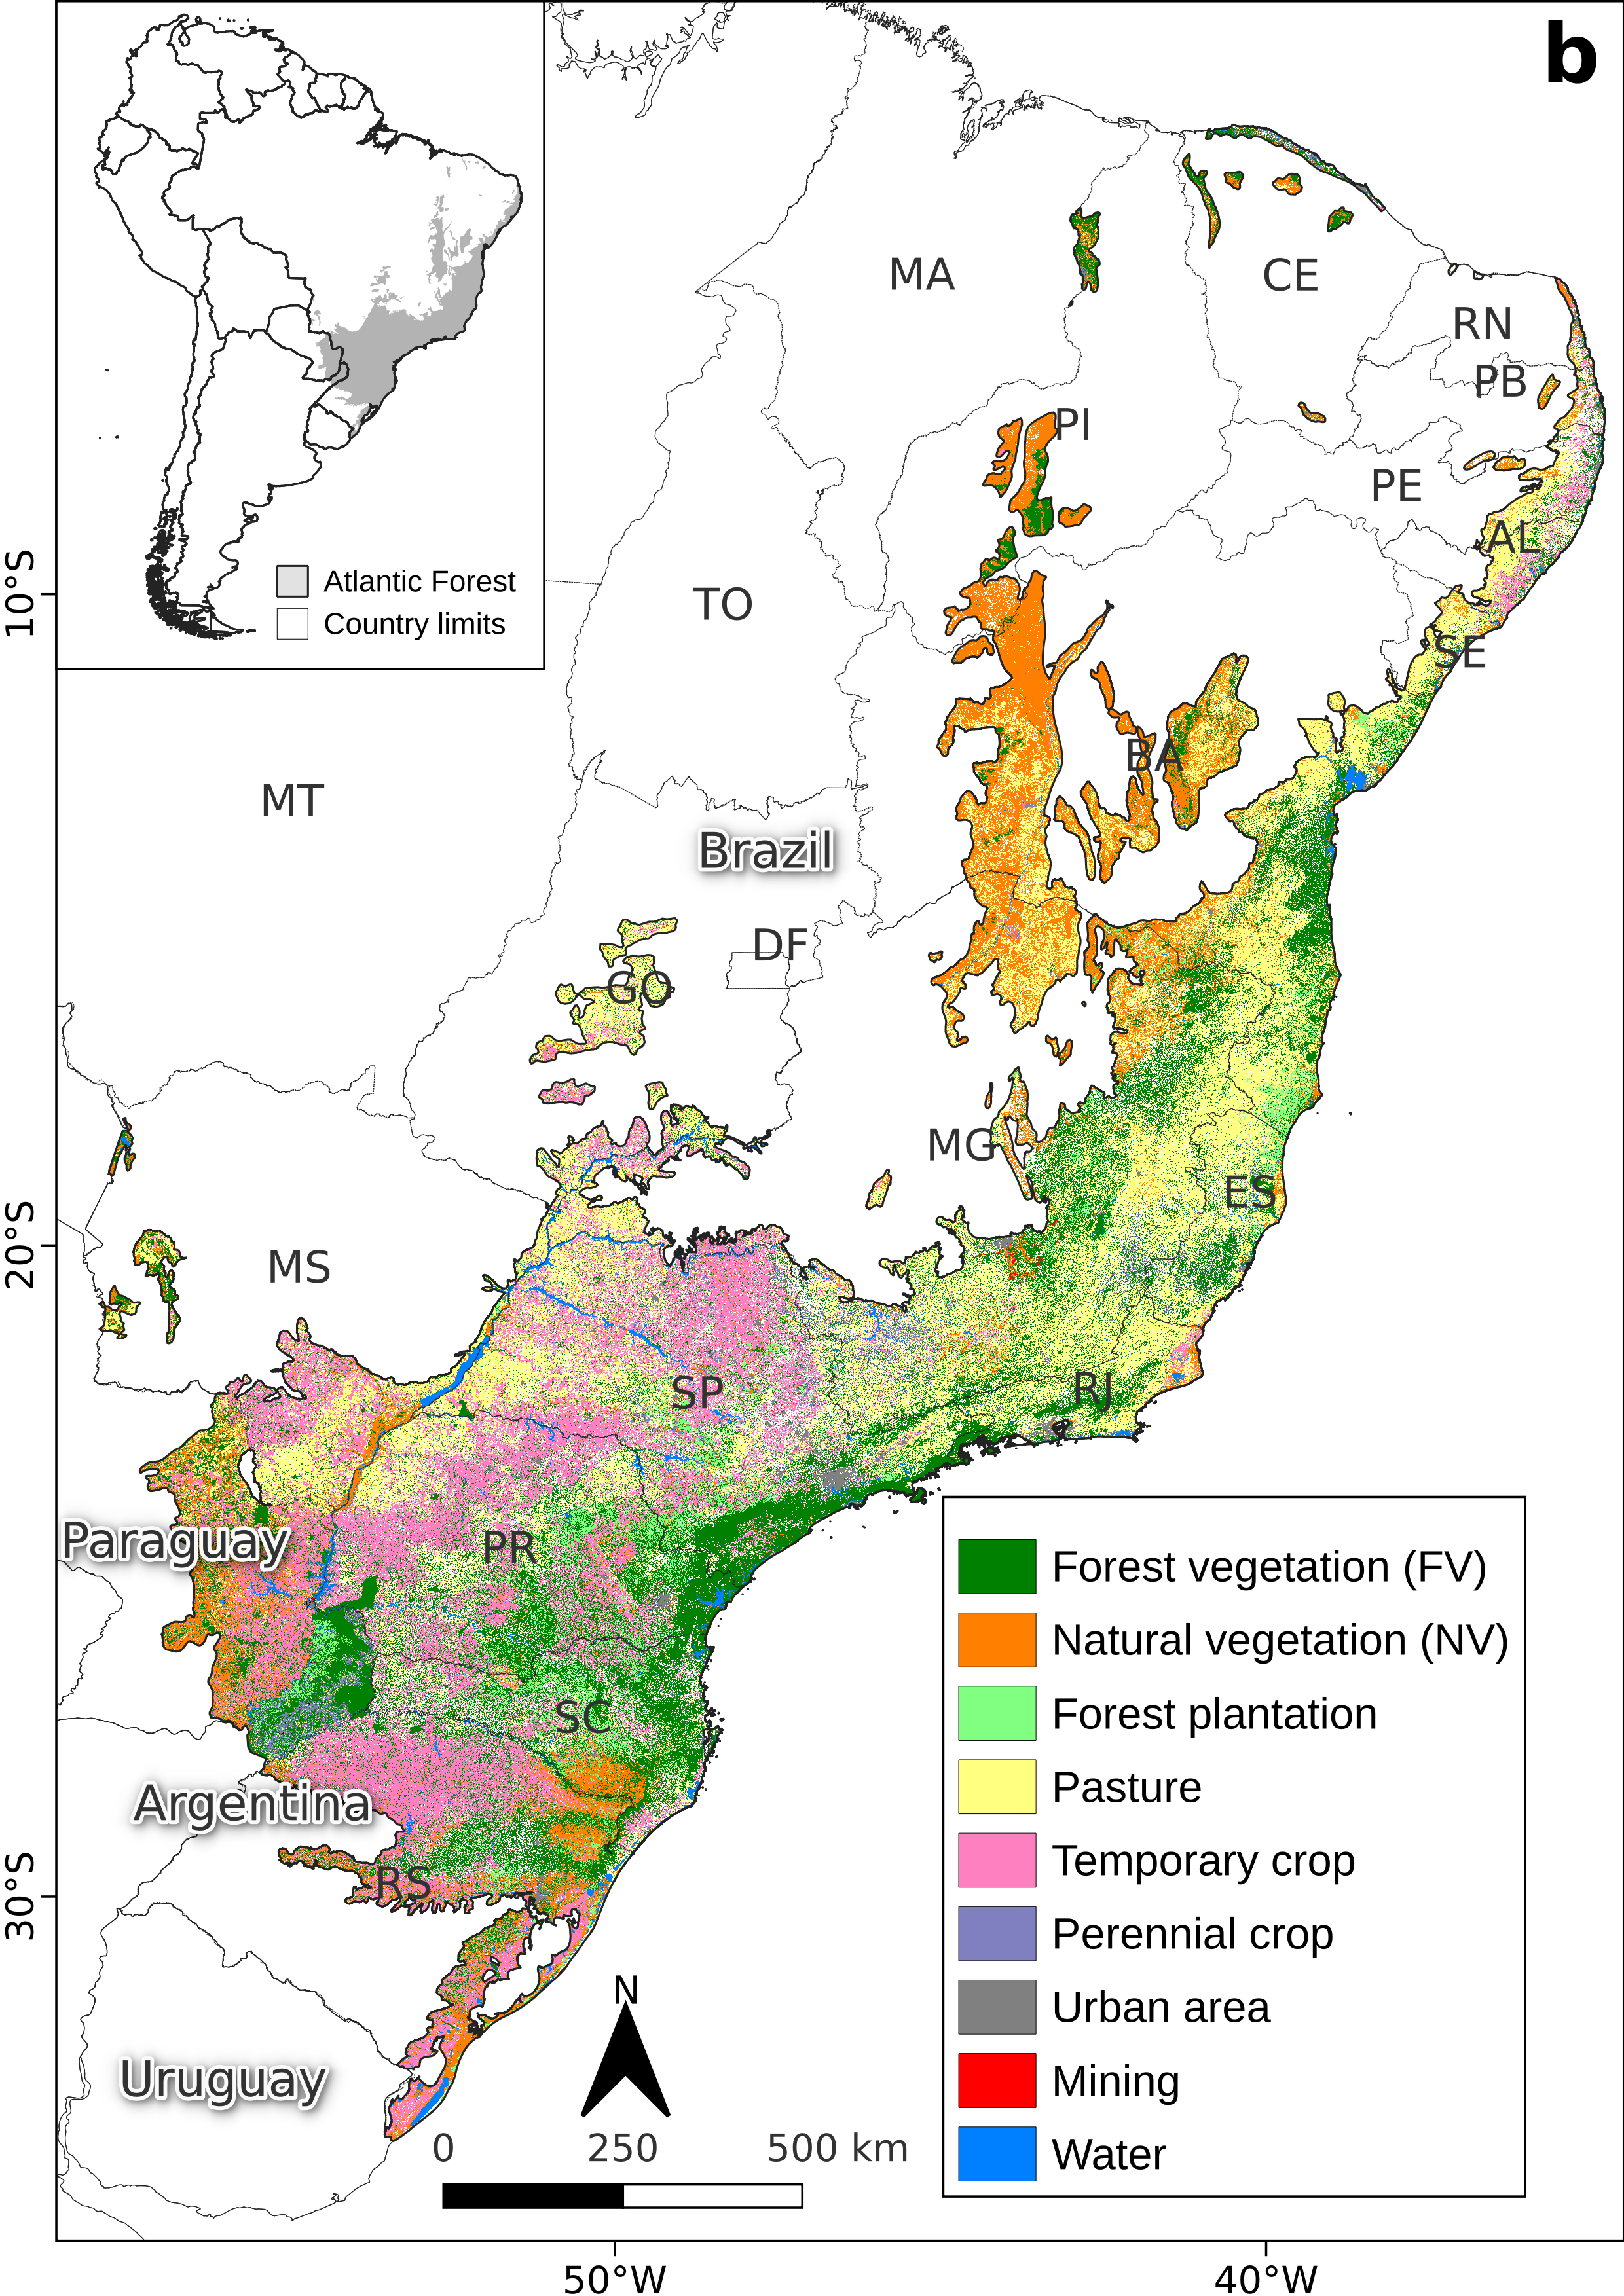 b
Atlantic Forest
Country limits
10°S
20°S
30°S
50°W
40°W
MA
CE
RN
PB
PI
PE
AL
SE
TO
BA
MT
Brazil
DF
GO
MG
ES
MS
SP
RJ
Paraguay
PR
SC
Argentina
RS
Uruguay
N
0 250 500 km
Forest vegetation (FV)
Natural vegetation (NV)
Forest plantation
Pasture
Temporary crop
Perennial crop
Urban area
Mining
Water